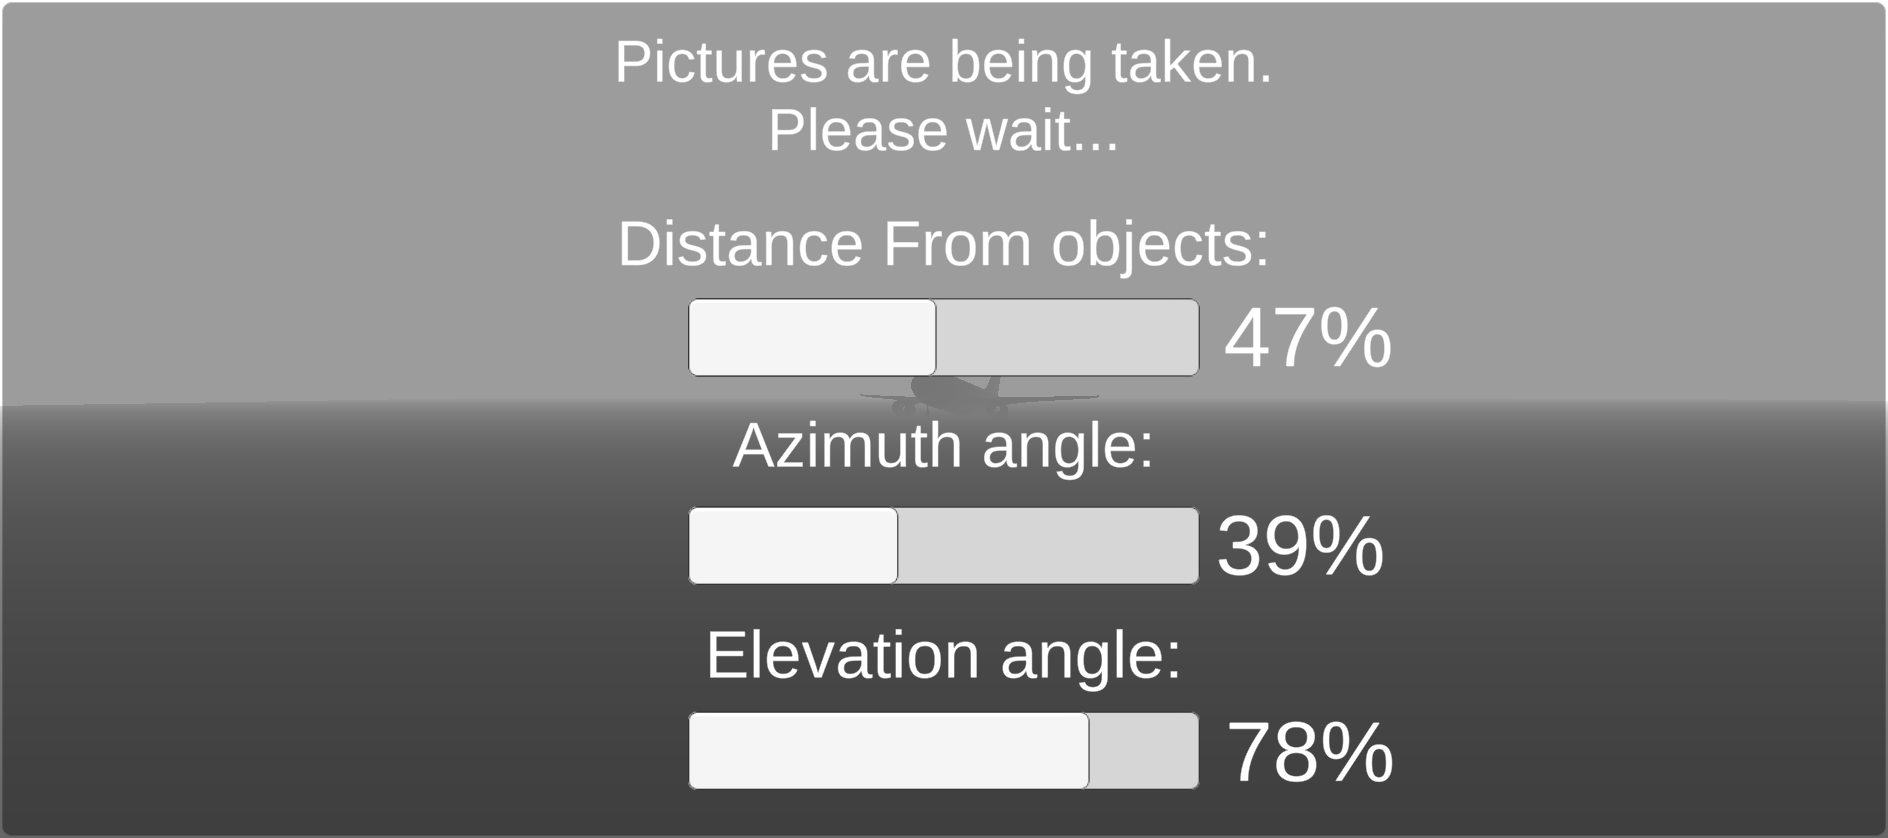 Pictures are being taken.
Please wait...
Distance From objects:
47%
Azimuth angle:
39%
Elevation angle:
78%